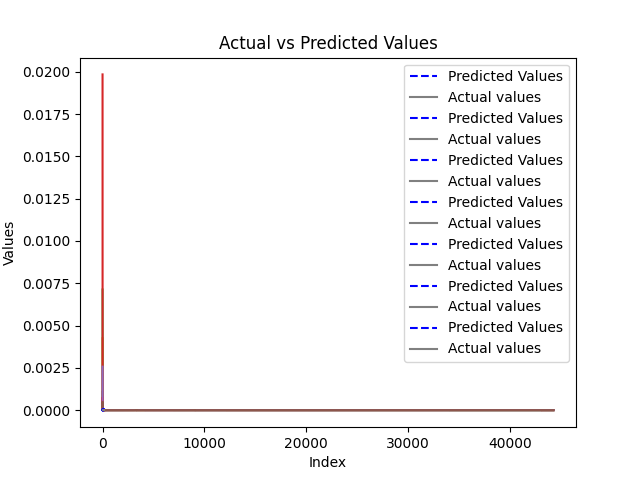 Actual vs Predicted Values
0.0200
0.0175
0.0150
0.0125
0.0100
0.0075
0.0050
0.0025
0.0000
Values
Predicted Values
Actual values
Predicted Values
Actual values
Predicted Values
Actual values
Predicted Values
Actual values
Predicted Values
Actual values
Predicted Values
Actual values
Predicted Values
Actual values
0 10000 20000 30000 40000
Index